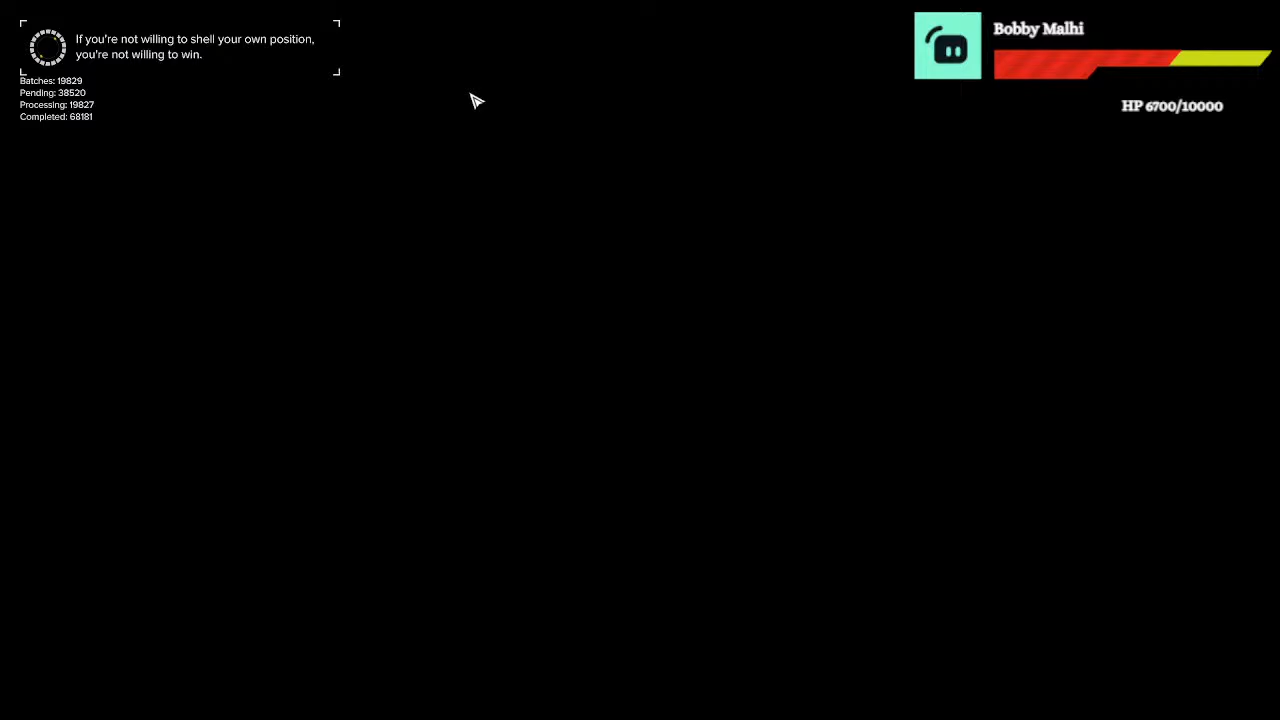 If you're not willing to shell your own position,
you're not willing to win.
Batches: 19829
Pending: 38520
Processing: 19827
Completed: 68181
Bobby Malhi
HP 6700/10000